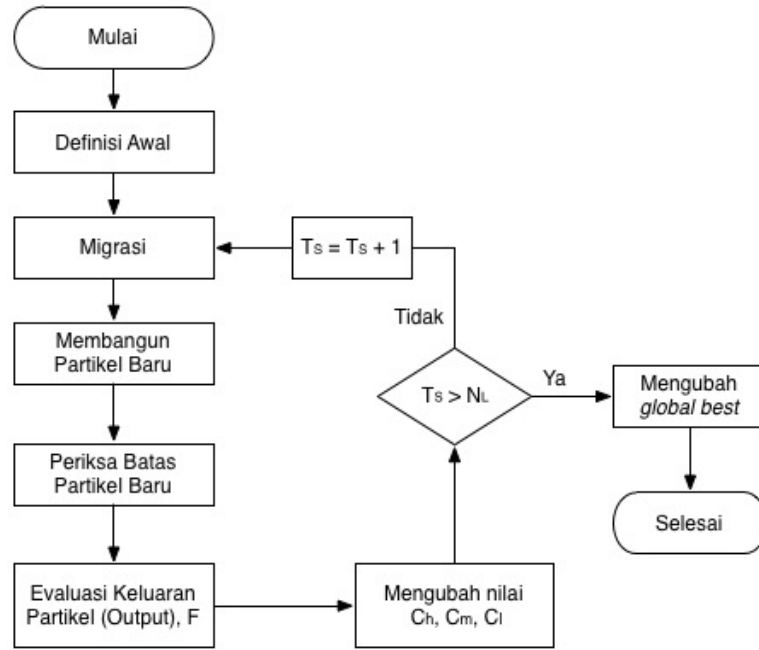 Mulai
Definisi Awal
Migrasi
Ts = Ts + 1
Tidak
Membangun
Partikel Baru
Ts > NL
Ya
Mengubah
global best
Periksa Batas
Partikel Baru
Selesai
Evaluasi Keluaran
Partikel (Output), F
Mengubah nilai
Ch, Cm, Cl